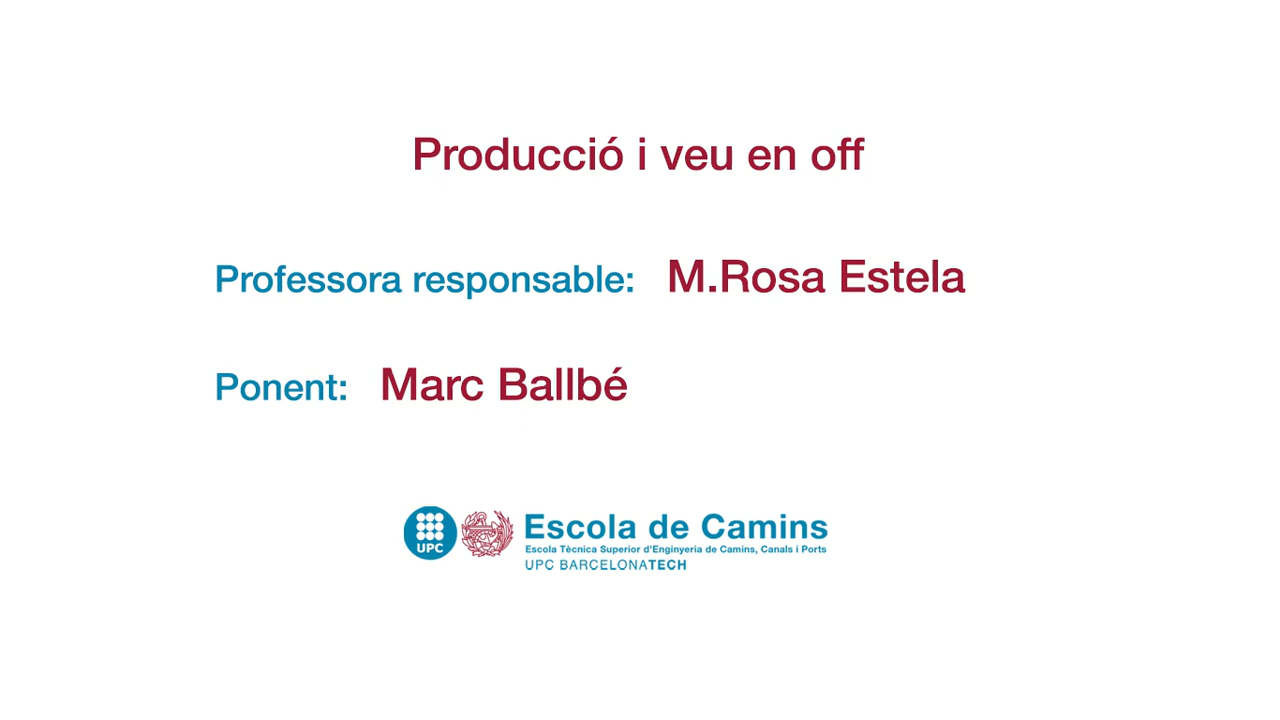 Producció i veu en off
Professora responsable: M.Rosa Estela
Ponent: Marc Ballbé
UPC
Escola de Camins
Escola Tècnica Superior d'Enginyeria de Camins, Canals i Ports
UPC BARCELONATECH